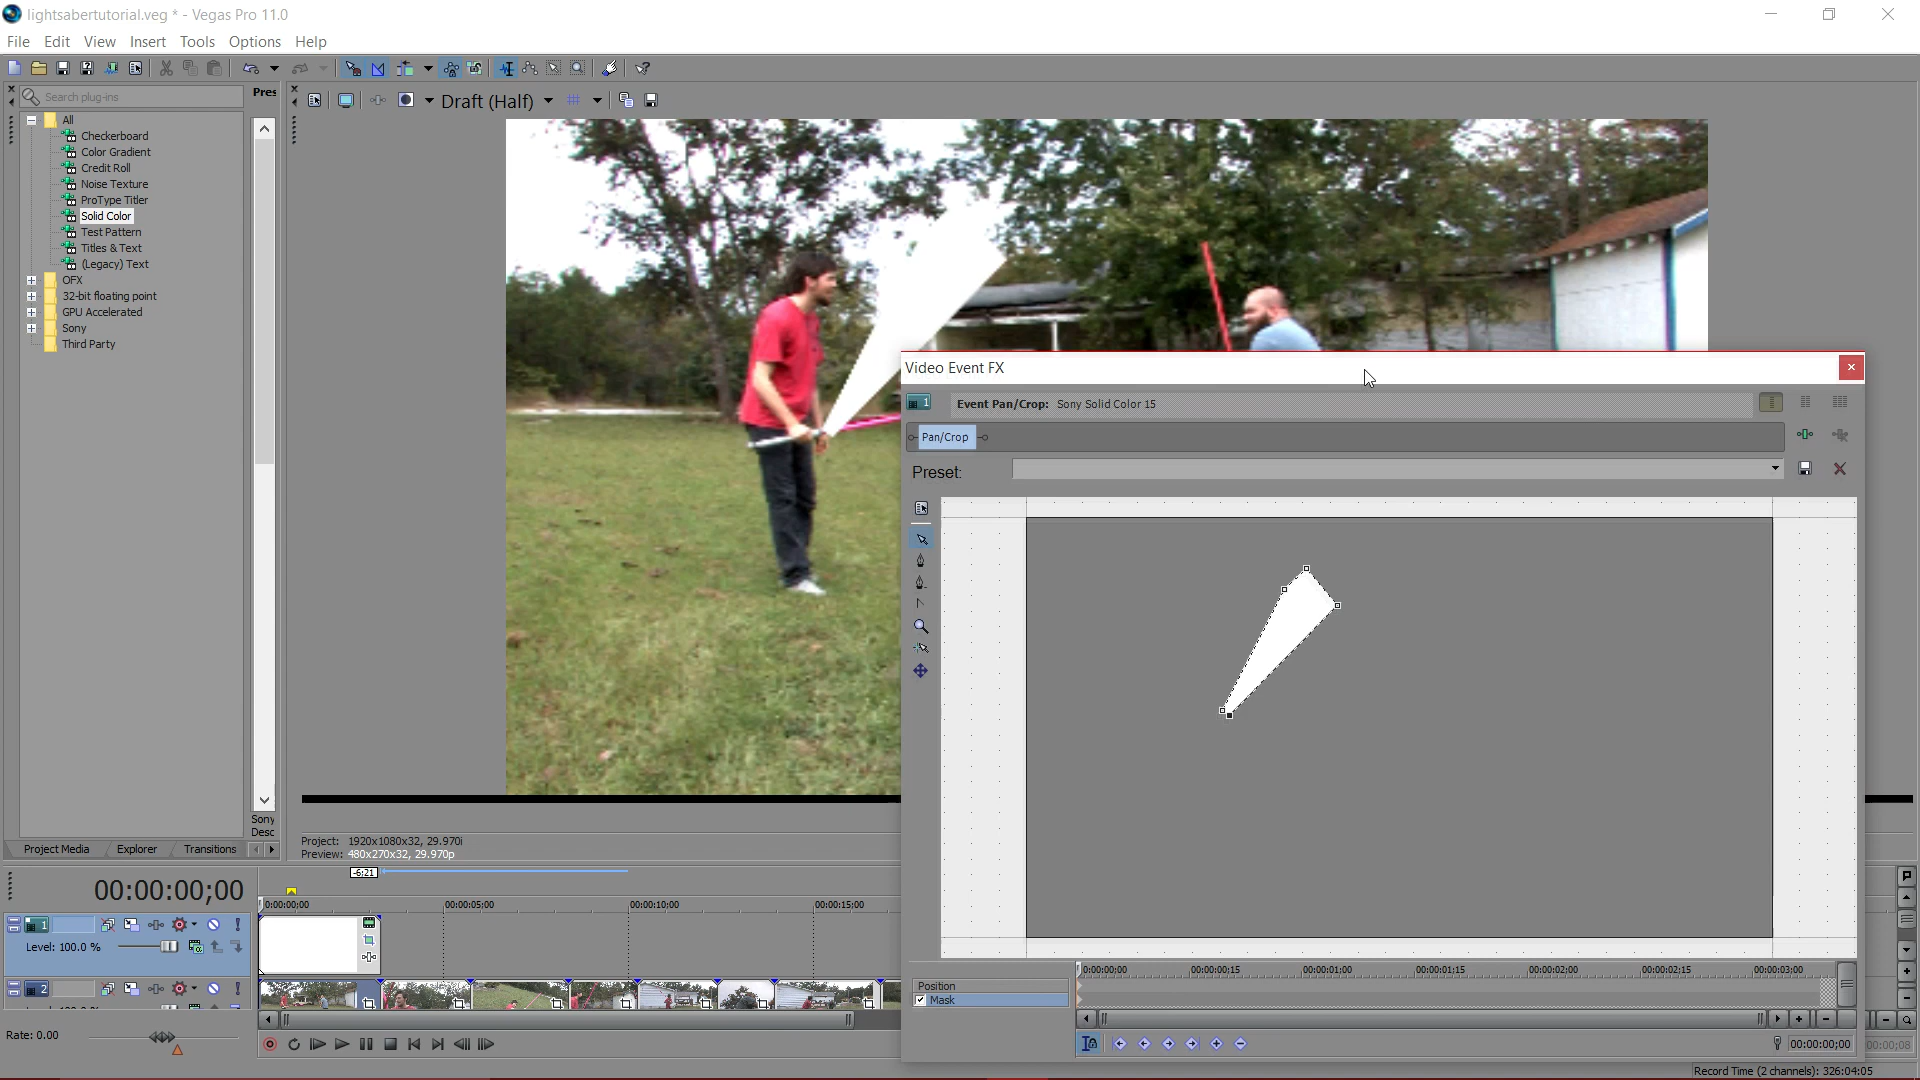 lightsabertutorial.veg * - Vegas Pro 11.0
File Edit View Insert Tools Options Help
Search plug-ins
Pres
Draft (Half)
All
Checkerboard
Color Gradient
Credit Roll
Noise Texture
ProType Titler
Solid Color
Test Pattern
Titles & Text
(Legacy) Text
OFX
32-bit floating point
GPU Accelerated
Sony
Third Party
Sony
Desc
Project Media Explorer Transitions
Project: 1920x1080x32, 29.970i
Preview: 480x270x32, 29.970p
Video Event FX
1 Event Pan/Crop: Sony Solid Color 15
Pan/Crop
Preset:
Position
Mask
0:00:00:00 00:00:00:15 00:00:01:00 00:00:01:15 00:00:02:00 00:00:02:15 00:00:03:00
00:00:00;00
-6:21
00:00:00;00
0:00:00;00 00:00:05;00 00:00:10;00 00:00:15;00
1
Level: 100.0 %
2
Rate: 0.00
00:00;08
Record Time (2 channels): 326:04:05